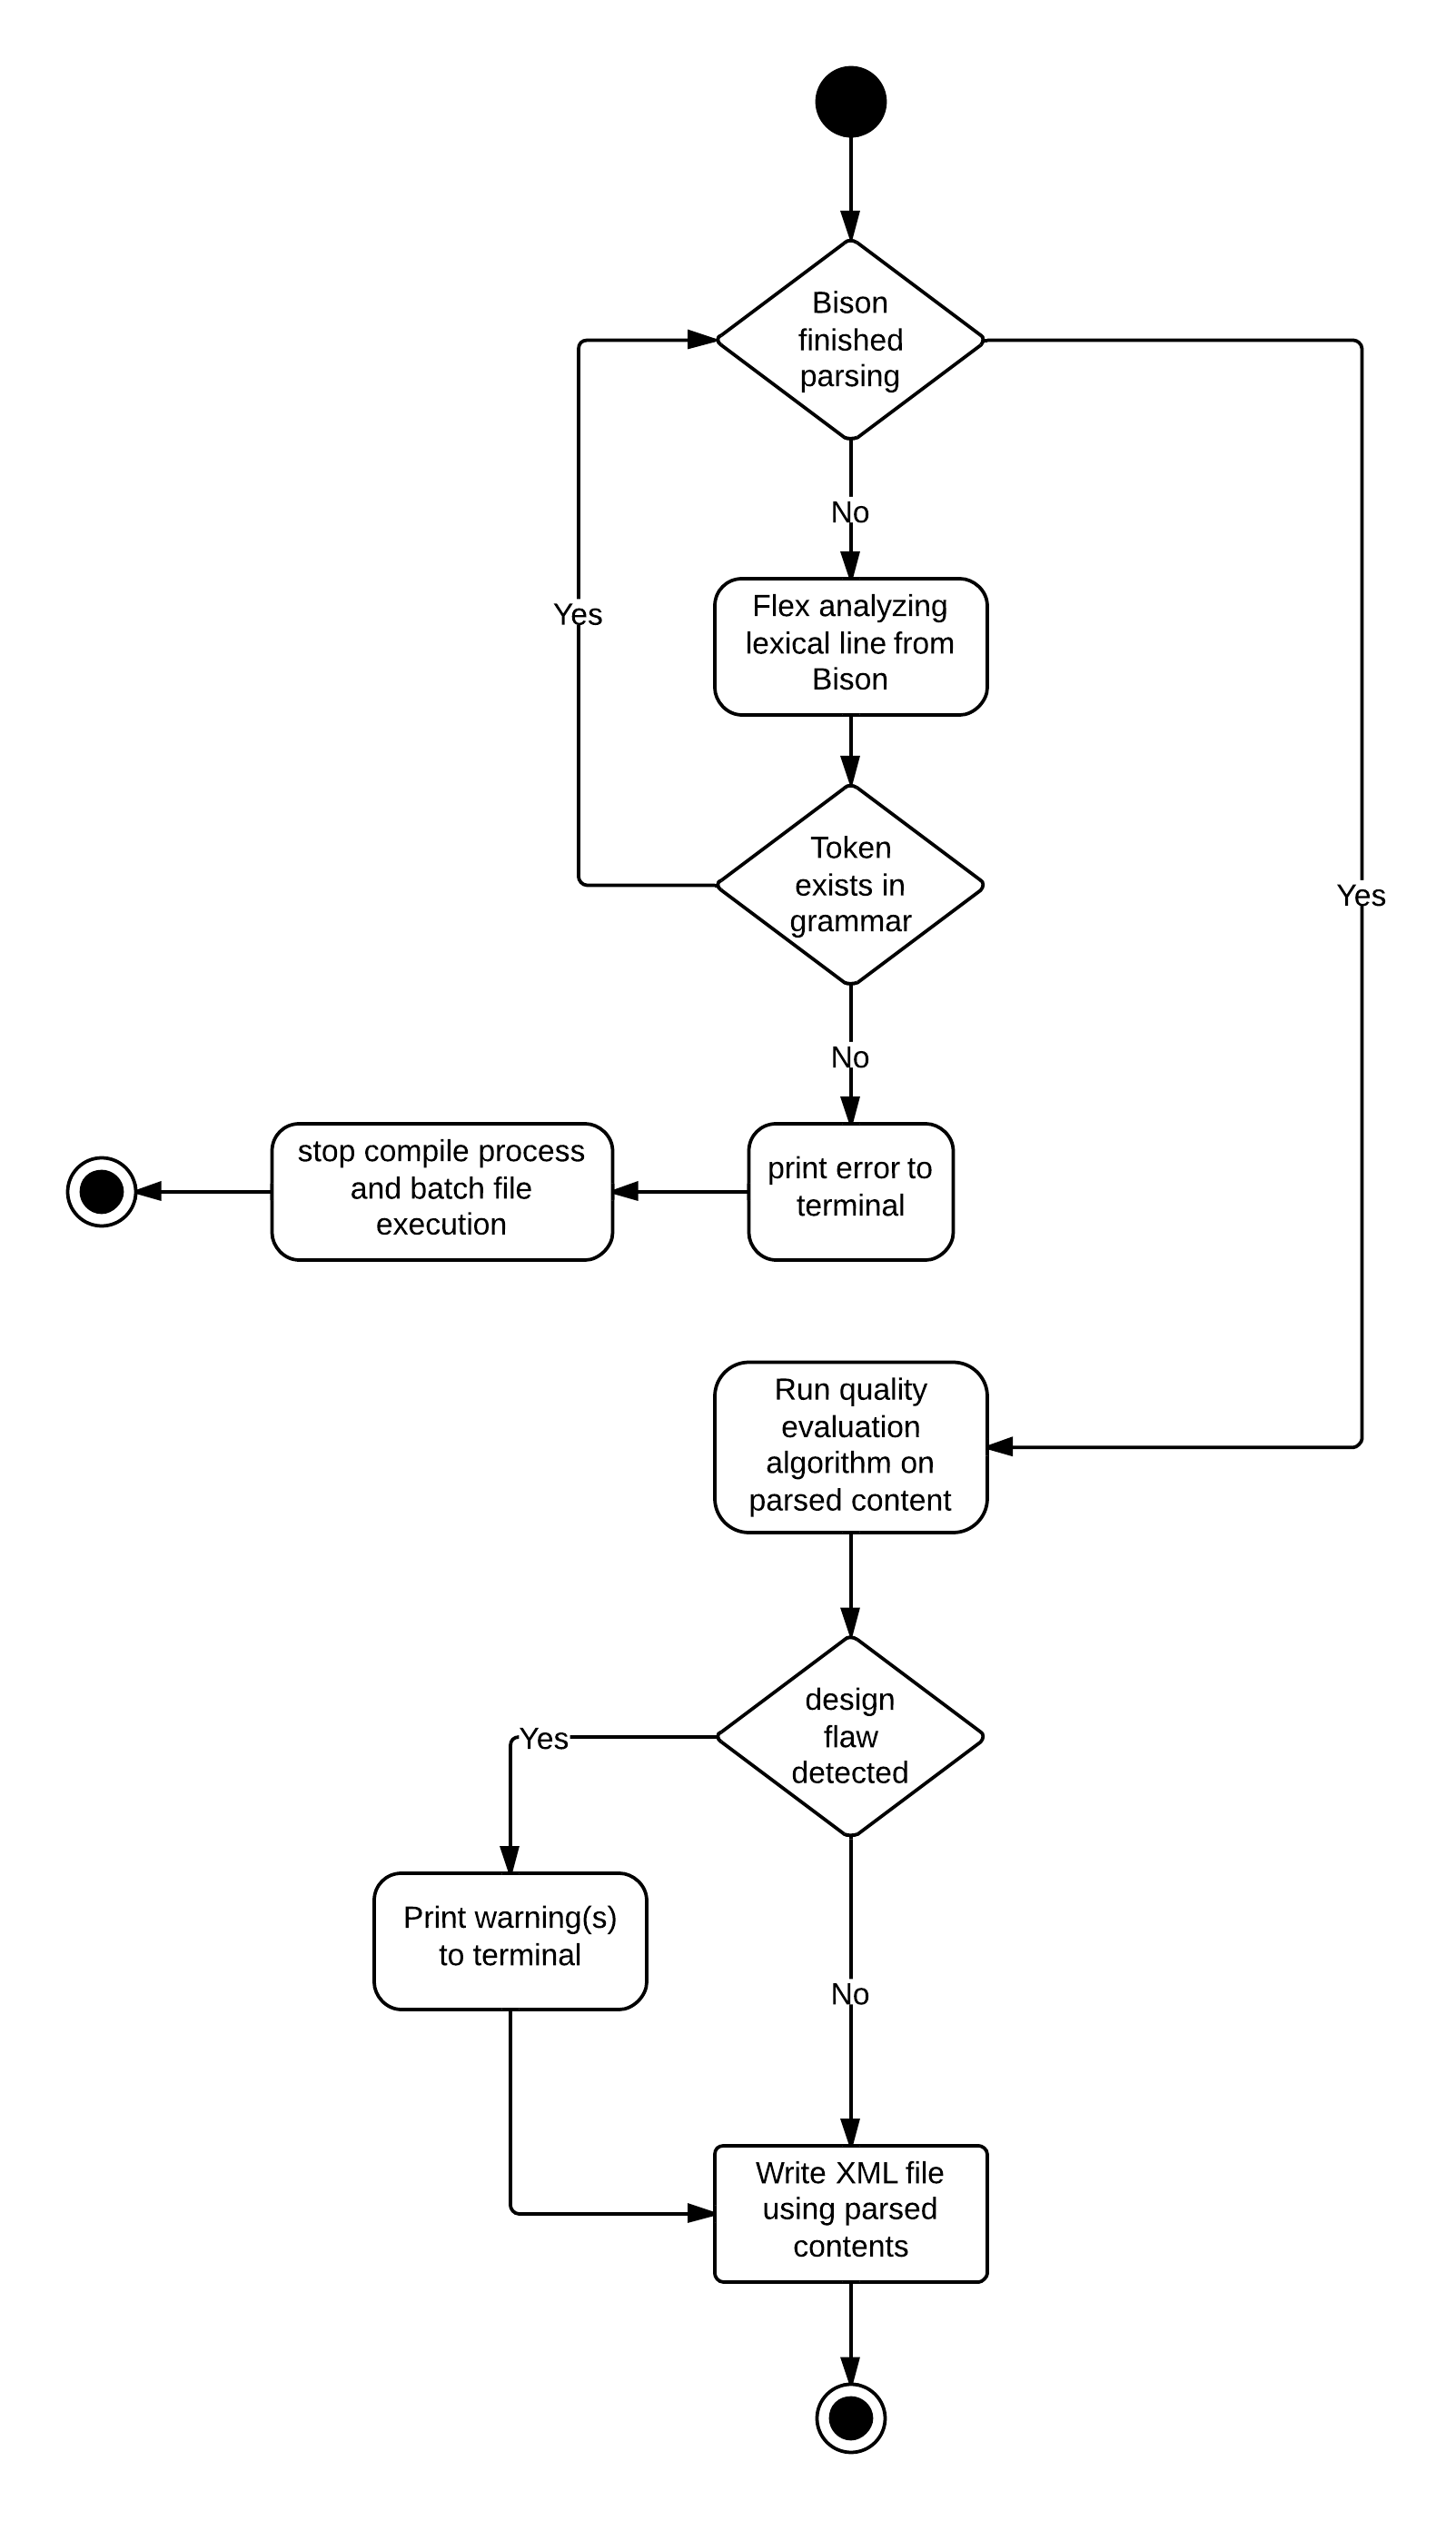 Bison
finished
parsing
No
Flex analyzing
lexical line from
Bison
Yes
Token
exists in
grammar
Yes
No
stop compile process
and batch file
execution
print error to
terminal
Run quality
evaluation
algorithm on
parsed content
design
flaw
detected
Yes
Print warning(s)
to terminal
No
Write XML file
using parsed
contents